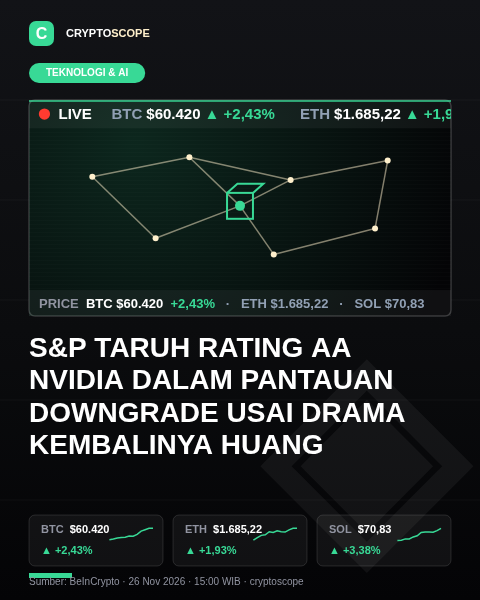 C CRYPTOSCOPE
TEKNOLOGI & AI
LIVE BTC $60.420 ▲ +2,43% ETH $1.685,22 ▲ +1,9
PRICE BTC $60.420 +2,43% · ETH $1.685,22 · SOL $70,83
S&P TARUH RATING AA
NVIDIA DALAM PANTAUAN
DOWNGRADE USAI DRAMA
KEMBALINYA HUANG
BTC $60.420 ETH $1.685,22 SOL $70,83
▲ +2,43% ▲ +1,93% ▲ +3,38%
Sumber: BeInCrypto · 26 Nov 2026 · 15:00 WIB · cryptoscope